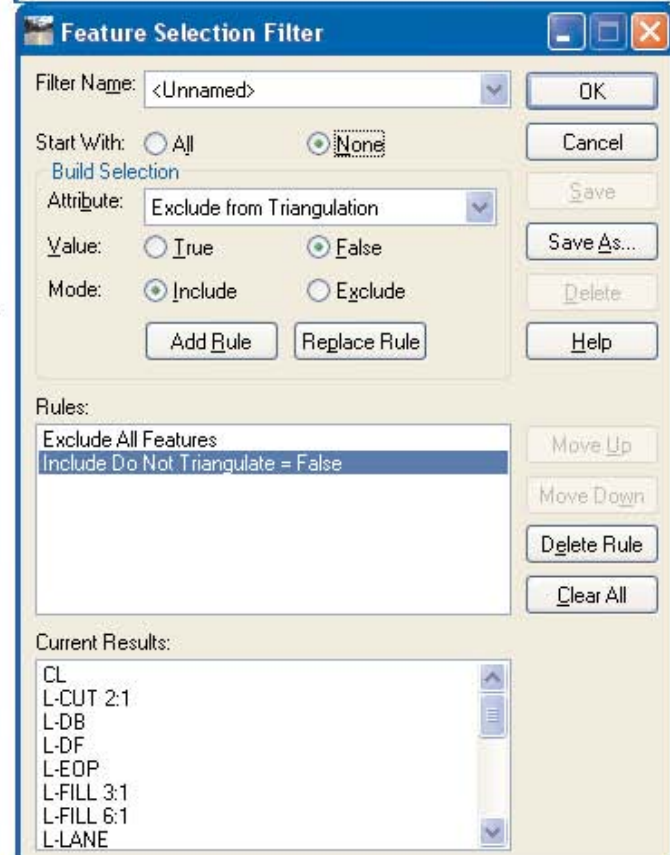 Feature Selection Filter
Filter Name: <Unnamed> OK
Start With: All None Cancel
Build Selection
Attribute: Exclude from Triangulation Save
Value: True False Save As...
Mode: Include Exclude Delete
Add Rule Replace Rule Help
Rules:
Exclude All Features Move Up
Include Do Not Triangulate = False
Move Down
Delete Rule
Clear All
Current Results:
CL
L-CUT 2:1
L-DB
L-DF
L-EOP
L-FILL 3:1
L-FILL 6:1
L-LANE